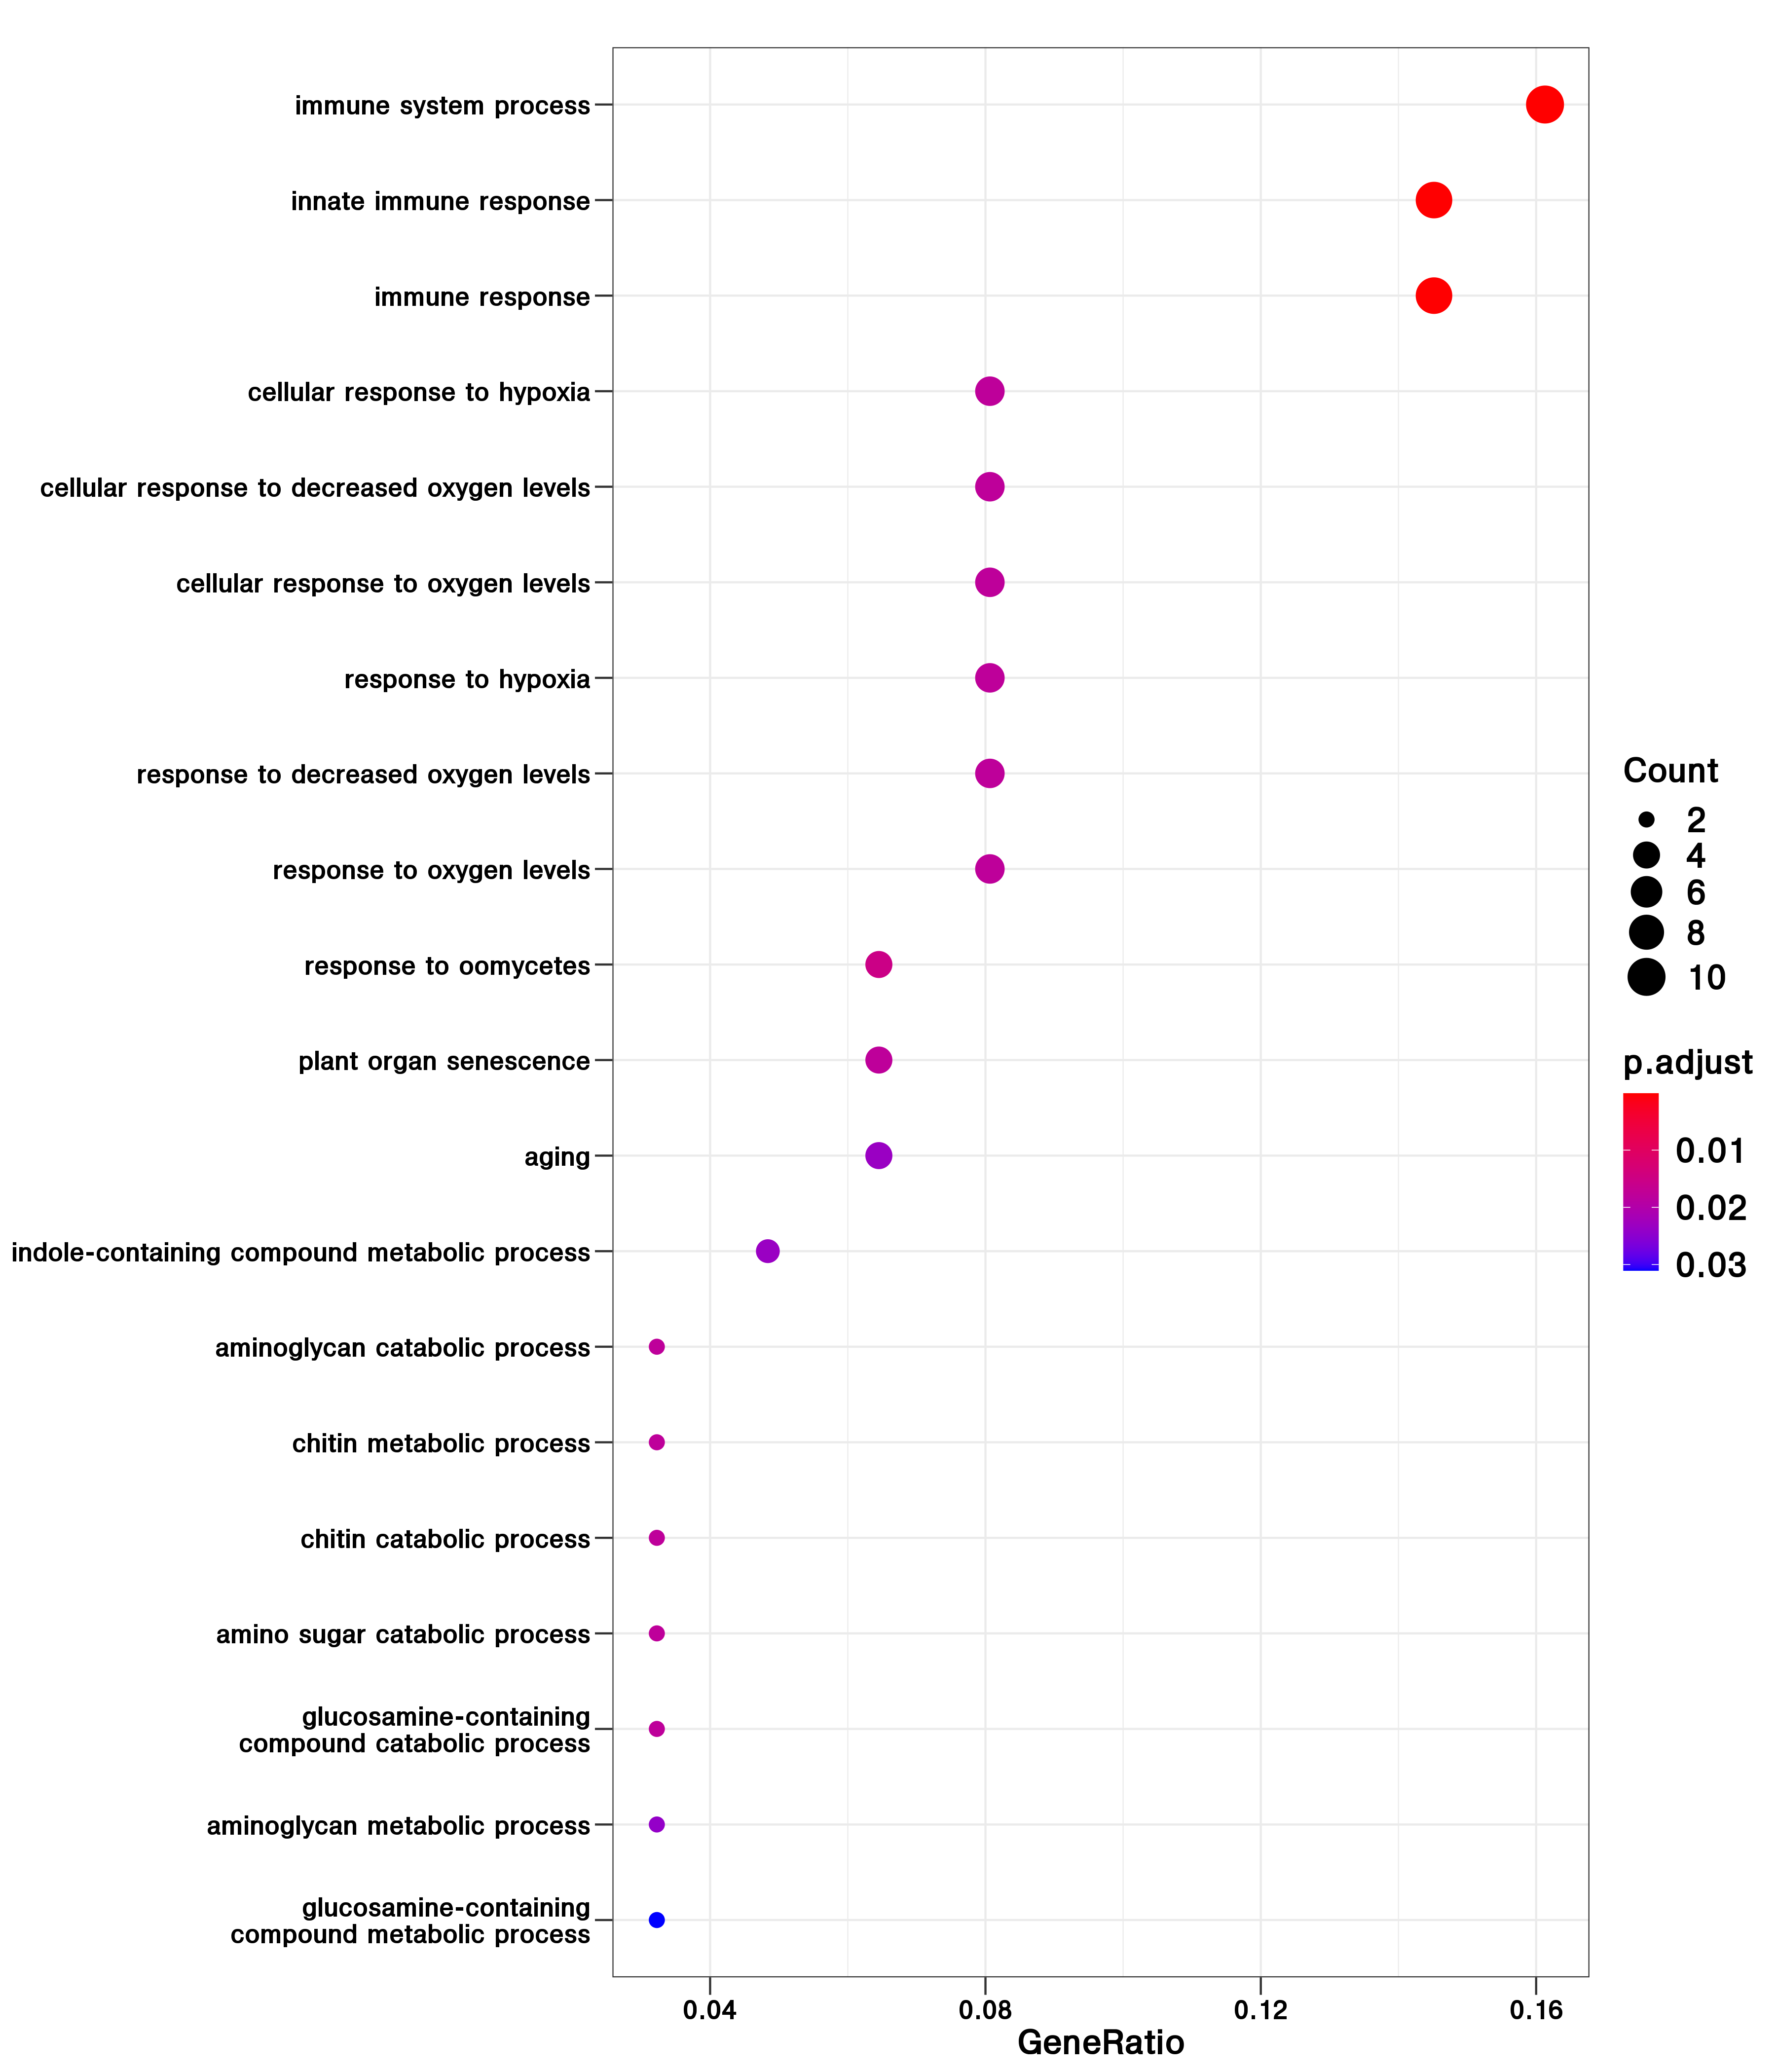 immune system process
innate immune response
immune response
cellular response to hypoxia
cellular response to decreased oxygen levels
cellular response to oxygen levels
response to hypoxia
response to decreased oxygen levels
response to oxygen levels
response to oomycetes
plant organ senescence
aging
indole-containing compound metabolic process
aminoglycan catabolic process
chitin metabolic process
chitin catabolic process
amino sugar catabolic process
glucosamine-containing
compound catabolic process
aminoglycan metabolic process
glucosamine-containing
compound metabolic process
0.04 0.08 0.12 0.16
GeneRatio
Count
2
4
6
8
10
p.adjust
0.01
0.02
0.03